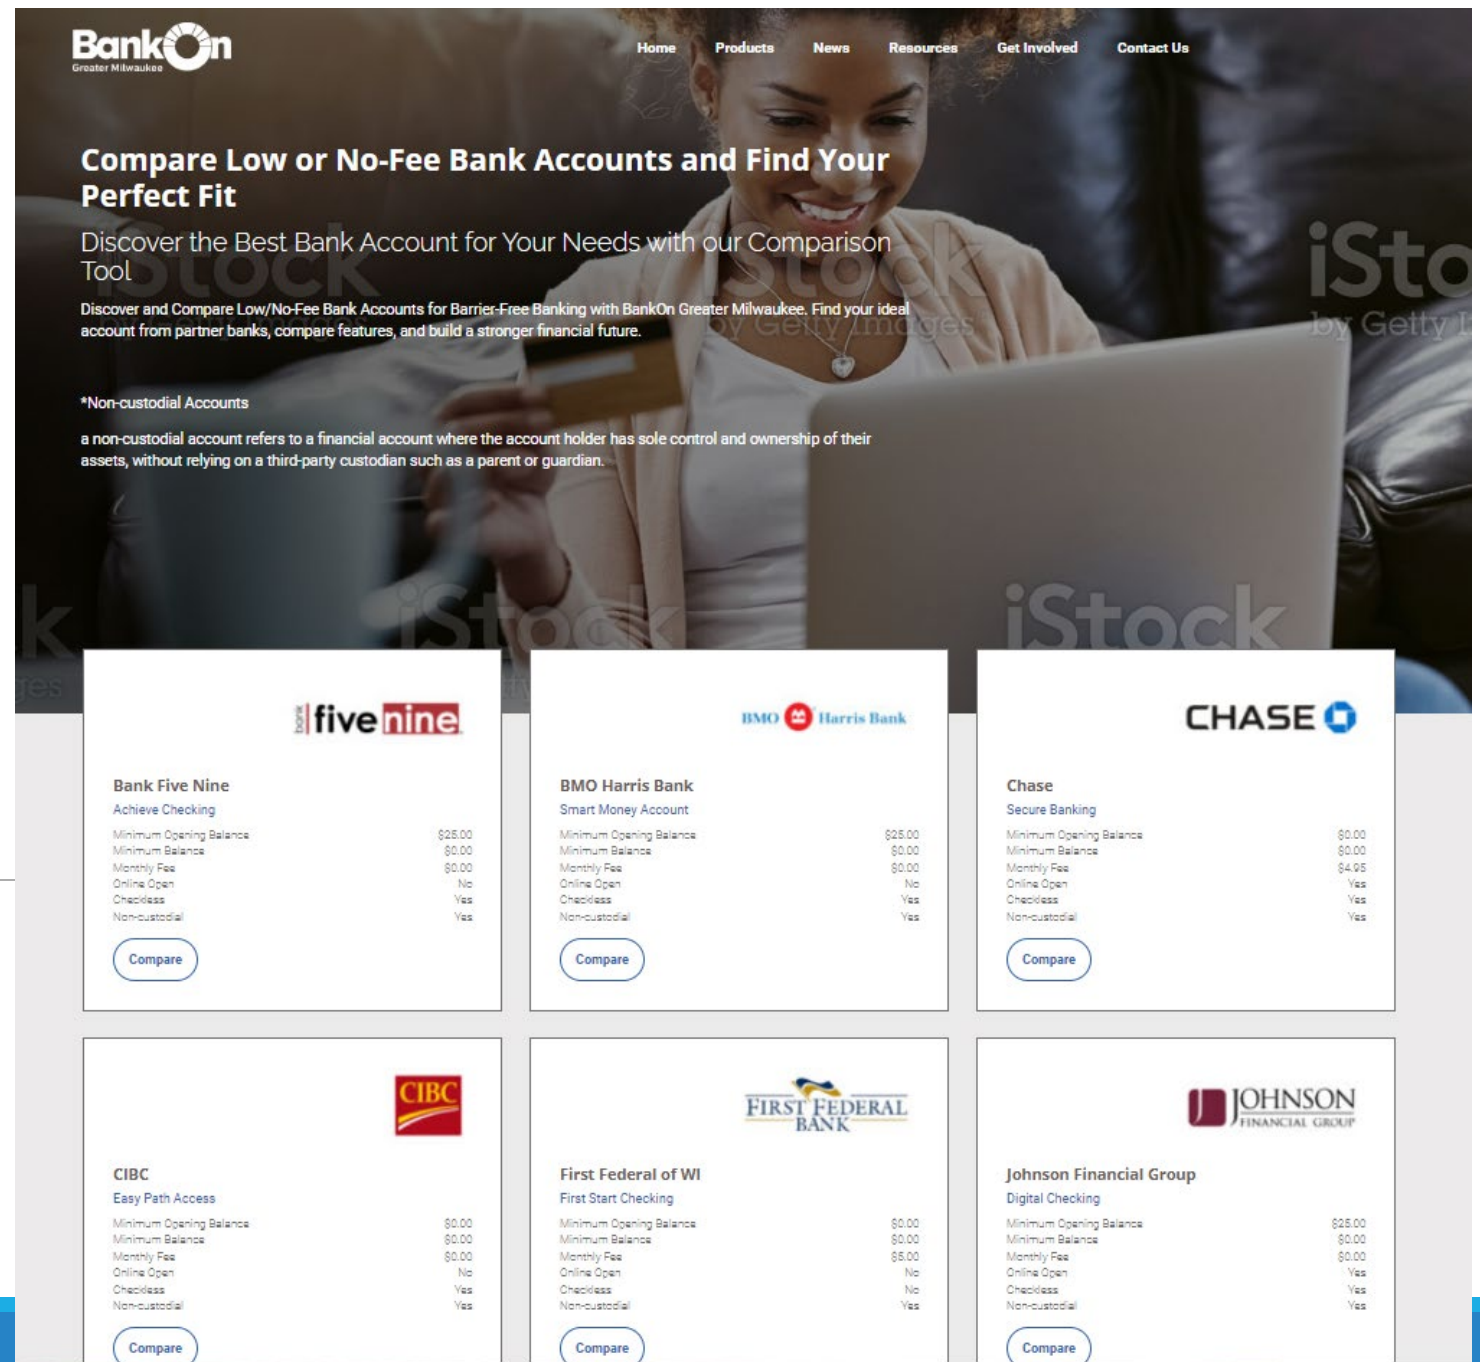 BankOn
Greater Milwaukee
Home Products News Resources Get Involved Contact Us
Compare Low or No-Fee Bank Accounts and Find Your
Perfect Fit
Discover the Best Bank Account for Your Needs with our Comparison
Tool
Discover and Compare Low/No-Fee Bank Accounts for Barrier-Free Banking with BankOn Greater Milwaukee. Find your ideal
account from partner banks, compare features, and build a stronger financial future.
*Non-custodial Accounts
a non-custodial account refers to a financial account where the account holder has sole control and ownership of their
assets, without relying on a third-party custodian such as a parent or guardian.
iStock
by Getty Images
iStock
by Getty Images
iSto
by Getty I
k
ges
iStock
iStock
bank five nine
Bank Five Nine
Achieve Checking
Minimum Opening Balance $25.00
Minimum Balance $0.00
Monthly Fee $0.00
Online Open No
Checkless Yes
Non-custodial Yes
Compare
BMO Harris Bank
BMO Harris Bank
Smart Money Account
Minimum Opening Balance $25.00
Minimum Balance $0.00
Monthly Fee $0.00
Online Open No
Checkless Yes
Non-custodial Yes
Compare
CHASE
Chase
Secure Banking
Minimum Opening Balance $0.00
Minimum Balance $0.00
Monthly Fee $4.95
Online Open Yes
Checkless Yes
Non-custodial Yes
Compare
CIBC
CIBC
Easy Path Access
Minimum Opening Balance $0.00
Minimum Balance $0.00
Monthly Fee $0.00
Online Open No
Checkless Yes
Non-custodial Yes
Compare
FIRST FEDERAL
BANK
First Federal of WI
First Start Checking
Minimum Opening Balance $0.00
Minimum Balance $0.00
Monthly Fee $5.00
Online Open No
Checkless No
Non-custodial Yes
Compare
JOHNSON
FINANCIAL GROUP
Johnson Financial Group
Digital Checking
Minimum Opening Balance $25.00
Minimum Balance $0.00
Monthly Fee $0.00
Online Open Yes
Checkless Yes
Non-custodial Yes
Compare